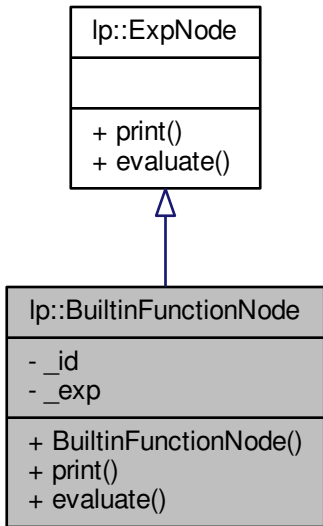 lp::ExpNode
+ print()
+ evaluate()
lp::BuiltinFunctionNode
- _id
- _exp
+ BuiltinFunctionNode()
+ print()
+ evaluate()